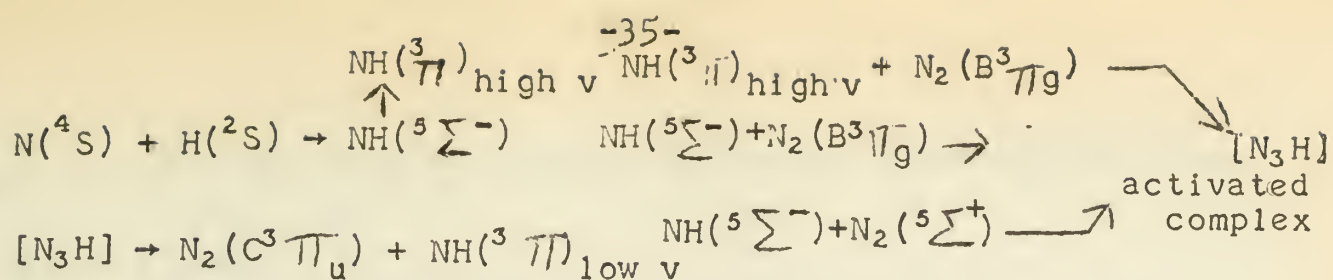 -35-
NH(³π)high v NH(³π)high v + N₂(B³πg)
↑
N(⁴S) + H(²S) → NH(⁵Σ⁻) NH(⁵Σ⁻)+N₂(B³πg) →
[N₃H]
activated
complex
[N₃H] → N₂(C³πu) + NH(³π)low v NH(⁵Σ⁻)+N₂(⁵Σ⁺) →